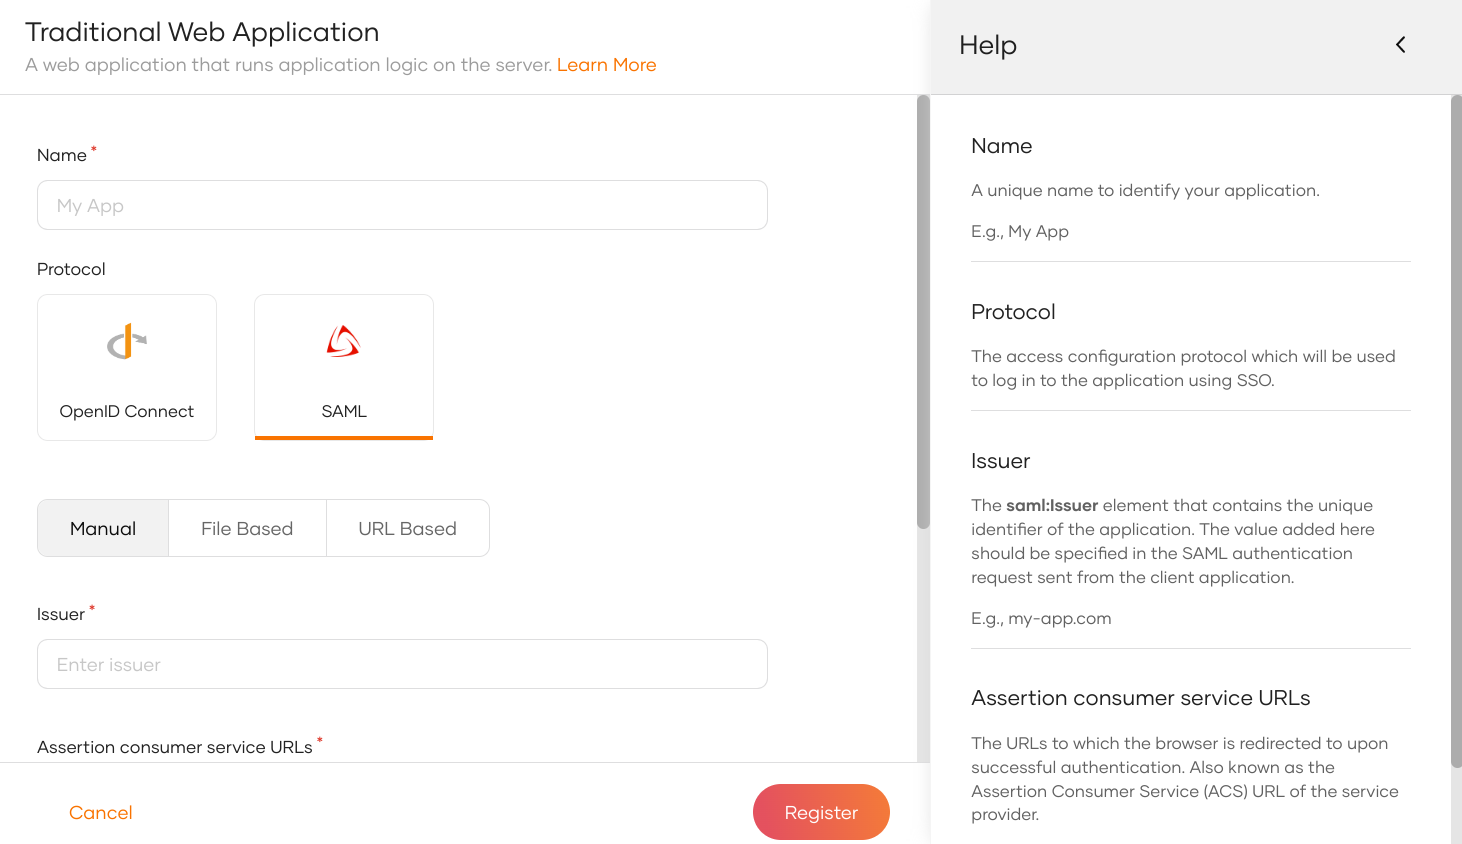 Traditional Web Application
A web application that runs application logic on the server. Learn More
Name *
My App
Protocol
OpenID Connect
SAML
Manual
File Based
URL Based
Issuer *
Enter issuer
Assertion consumer service URLs *
Cancel
Register
Help
Name
A unique name to identify your application.
E.g., My App
Protocol
The access configuration protocol which will be used
to log in to the application using SSO.
Issuer
The saml:Issuer element that contains the unique
identifier of the application. The value added here
should be specified in the SAML authentication
request sent from the client application.
E.g., my-app.com
Assertion consumer service URLs
The URLs to which the browser is redirected to upon
successful authentication. Also known as the
Assertion Consumer Service (ACS) URL of the service
provider.